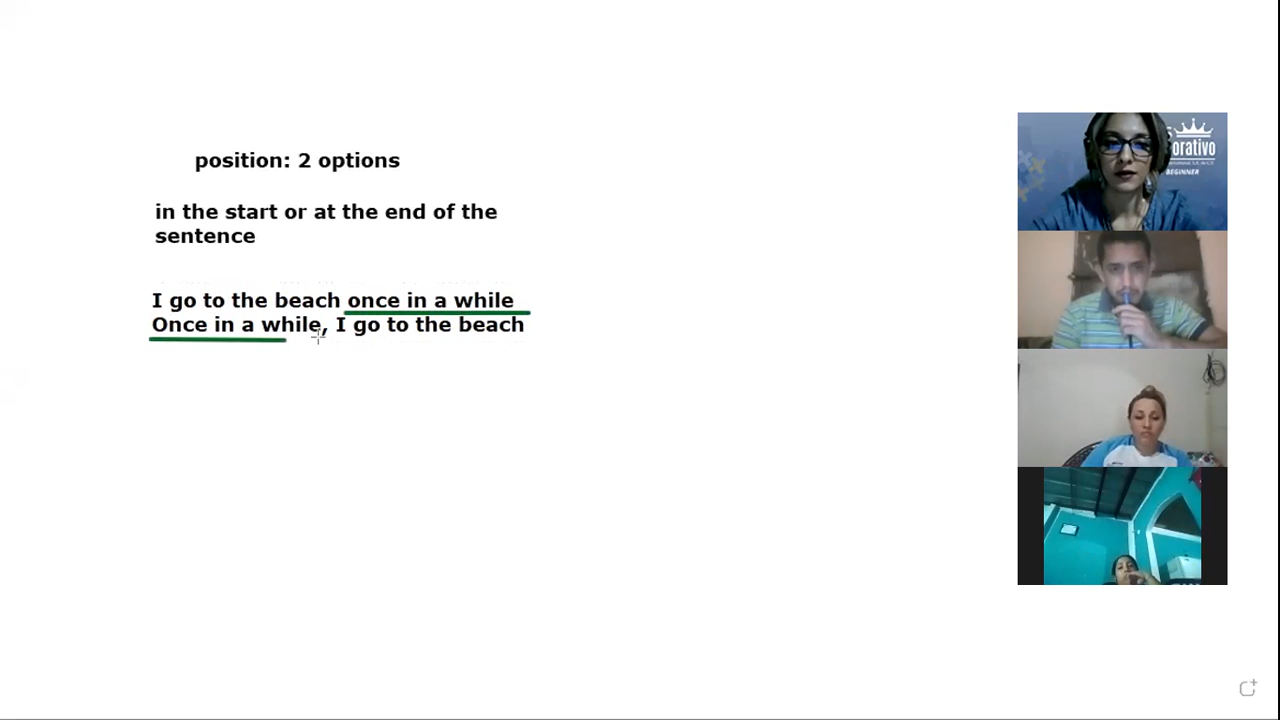 position: 2 options
in the start or at the end of the
sentence
I go to the beach once in a while
Once in a while, I go to the beach
S
orativo
BEGINNER